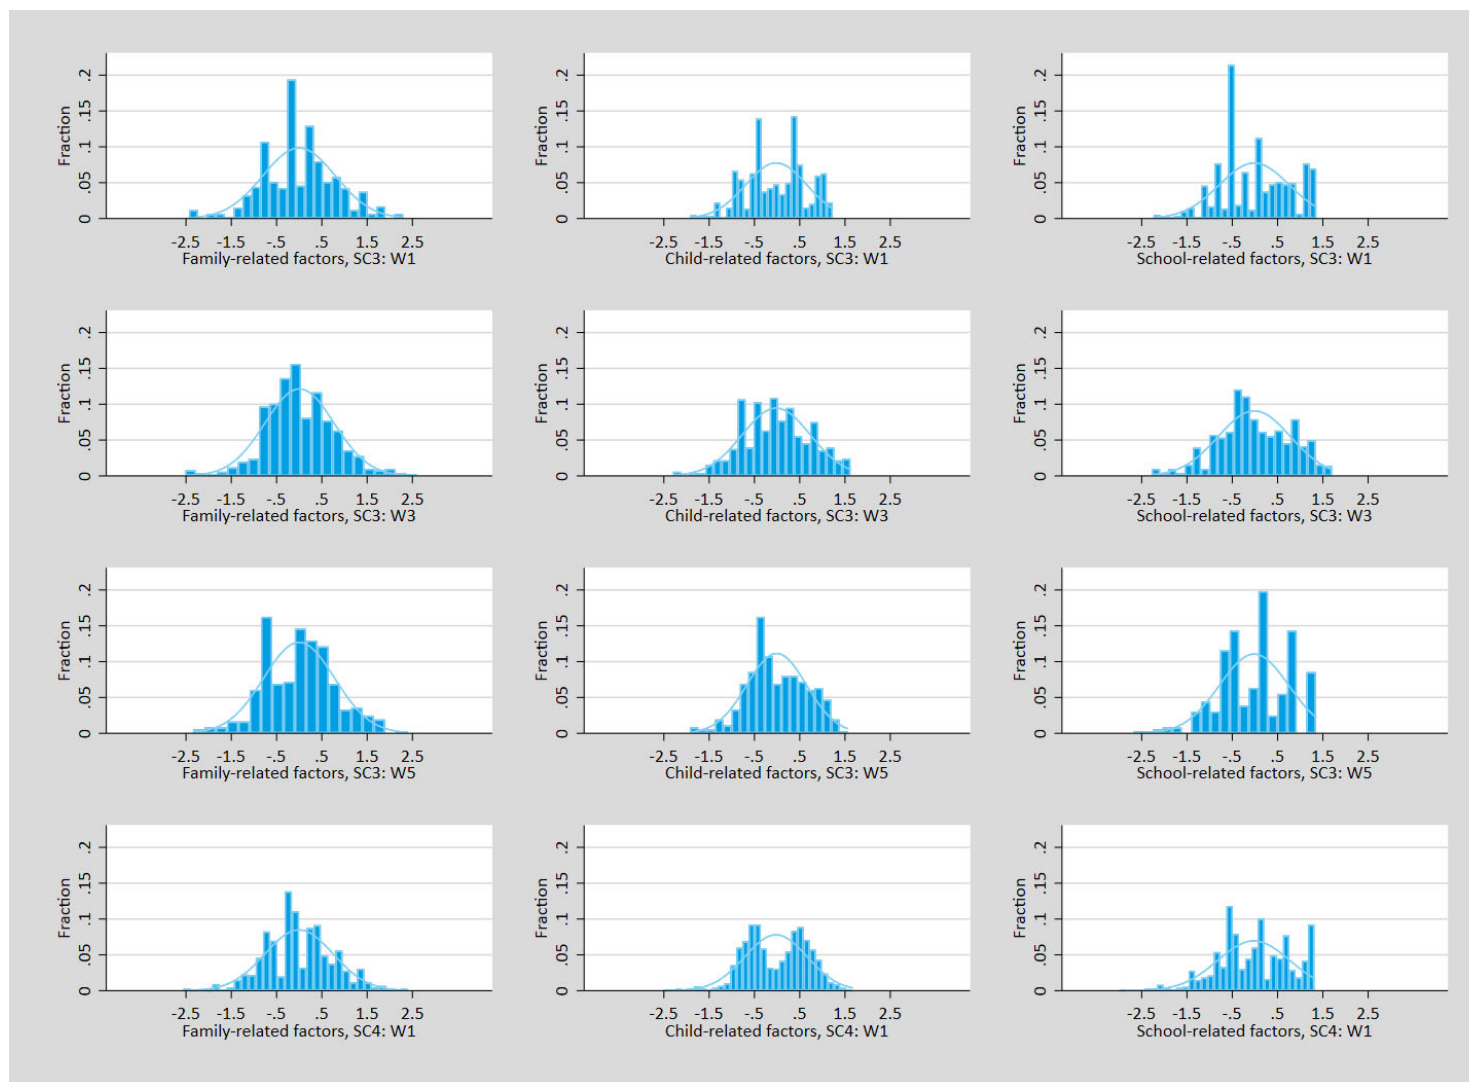 Fraction
0 .05 .1 .15 .2
-2.5 -1.5 -.5 .5 1.5 2.5
Family-related factors, SC3: W1
Fraction
0 .05 .1 .15 .2
-2.5 -1.5 -.5 .5 1.5 2.5
Child-related factors, SC3: W1
Fraction
0 .05 .1 .15 .2
-2.5 -1.5 -.5 .5 1.5 2.5
School-related factors, SC3: W1
Fraction
0 .05 .1 .15 .2
-2.5 -1.5 -.5 .5 1.5 2.5
Family-related factors, SC3: W3
Fraction
0 .05 .1 .15 .2
-2.5 -1.5 -.5 .5 1.5 2.5
Child-related factors, SC3: W3
Fraction
0 .05 .1 .15 .2
-2.5 -1.5 -.5 .5 1.5 2.5
School-related factors, SC3: W3
Fraction
0 .05 .1 .15 .2
-2.5 -1.5 -.5 .5 1.5 2.5
Family-related factors, SC3: W5
Fraction
0 .05 .1 .15 .2
-2.5 -1.5 -.5 .5 1.5 2.5
Child-related factors, SC3: W5
Fraction
0 .05 .1 .15 .2
-2.5 -1.5 -.5 .5 1.5 2.5
School-related factors, SC3: W5
Fraction
0 .05 .1 .15 .2
-2.5 -1.5 -.5 .5 1.5 2.5
Family-related factors, SC4: W1
Fraction
0 .05 .1 .15 .2
-2.5 -1.5 -.5 .5 1.5 2.5
Child-related factors, SC4: W1
Fraction
0 .05 .1 .15 .2
-2.5 -1.5 -.5 .5 1.5 2.5
School-related factors, SC4: W1